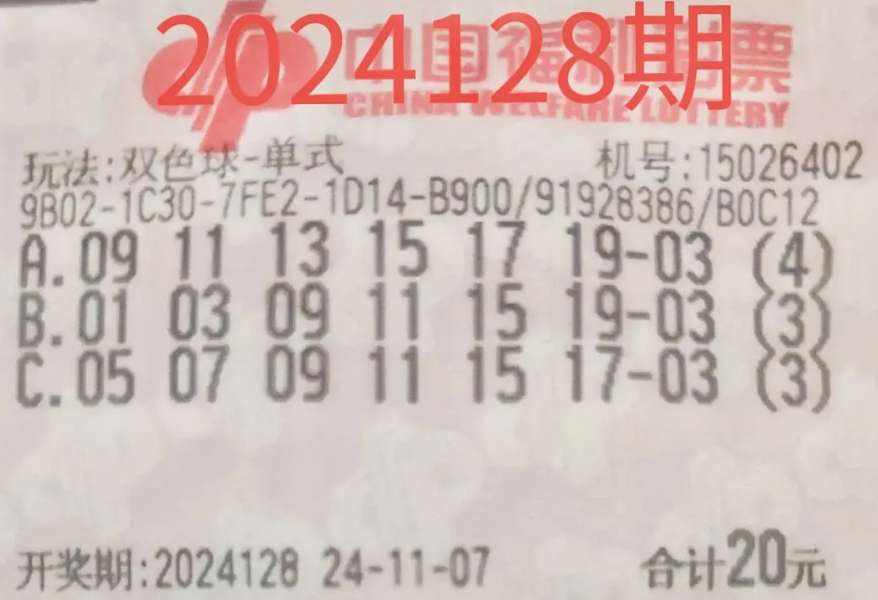 2024128期
中国福利彩票
CHINA WELFARE LOTTERY
玩法:双色球-单式 机号:15026402
9B02-1C30-7FE2-1D14-B900/91928386/B0C12
A.09 11 13 15 17 19-03 (4)
B.01 03 09 11 15 19-03 (3)
C.05 07 09 11 15 17-03 (3)
开奖期:2024128 24-11-07 合计20元